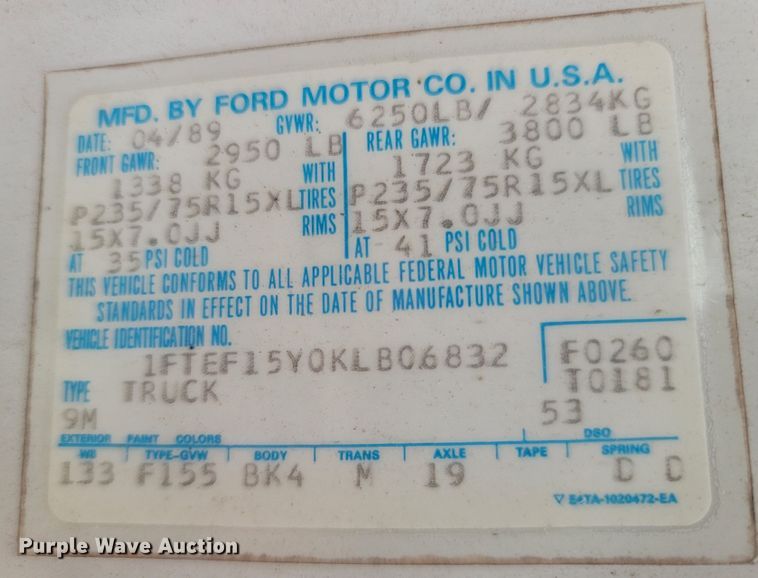 MFD. BY FORD MOTOR CO. IN U.S.A.
DATE: 04/89 GVWR: 6250LB/ 2834KG
FRONT GAWR: 2950 LB REAR GAWR: 3800 LB
1338 KG WITH 1723 KG WITH
P235/75R15XL TIRES P235/75R15XL TIRES
15X7.0JJ RIMS 15X7.0JJ RIMS
AT 35 PSI COLD AT 41 PSI COLD
THIS VEHICLE CONFORMS TO ALL APPLICABLE FEDERAL MOTOR VEHICLE SAFETY
STANDARDS IN EFFECT ON THE DATE OF MANUFACTURE SHOWN ABOVE.
VEHICLE IDENTIFICATION NO.
1FTEF15Y0KLB06832 F0260
TYPE TRUCK T0181
9M 53
EXTERIOR PAINT COLORS DSO
WB TYPE-GVW BODY TRANS AXLE TAPE SPRING
133 F155 BK4 M 19 D D
E4TA-1020472-EA
Purple Wave Auction